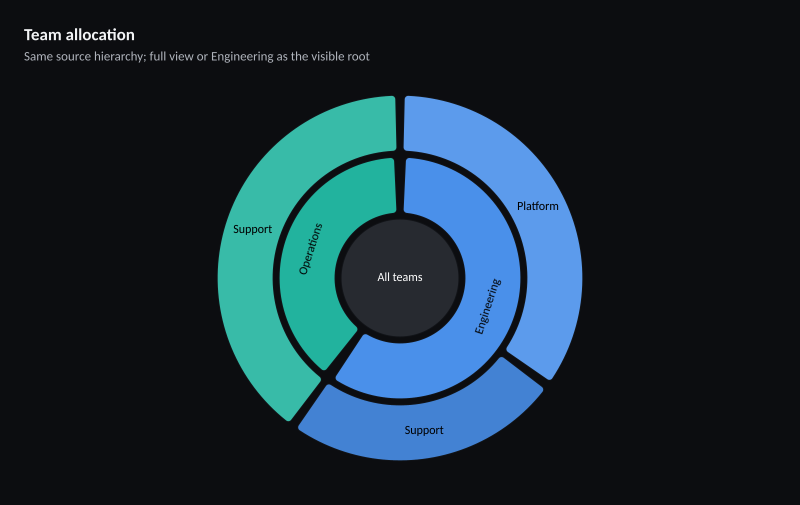 Team allocation
Same source hierarchy; full view or Engineering as the visible root
Platform
Support
Operations
All teams
Engineering
Support